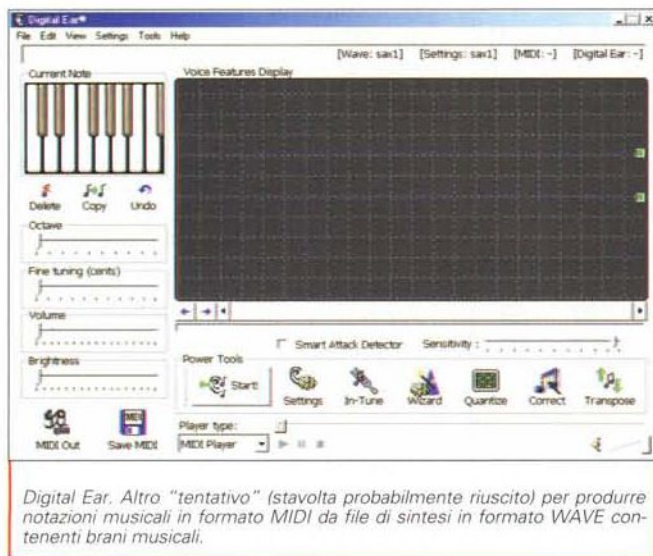 Digital Ear®
File Edit View Settings Tools Help
[Wave: sax1] [Settings: sax1] [MIDI: -] [Digital Ear: -]
Current Note
Voice Features Display
Delete Copy Undo
Octave
Fine tuning (cents)
Volume
Brightness
Smart Attack Detector Sensitivity :
Power Tools
Start! Settings In-Tune Wizard Quantize Correct Transpose
MIDI
MIDI Out Save MIDI
Player type:
MIDI Player
Digital Ear. Altro "tentativo" (stavolta probabilmente riuscito) per produrre
notazioni musicali in formato MIDI da file di sintesi in formato WAVE con-
tenenti brani musicali.